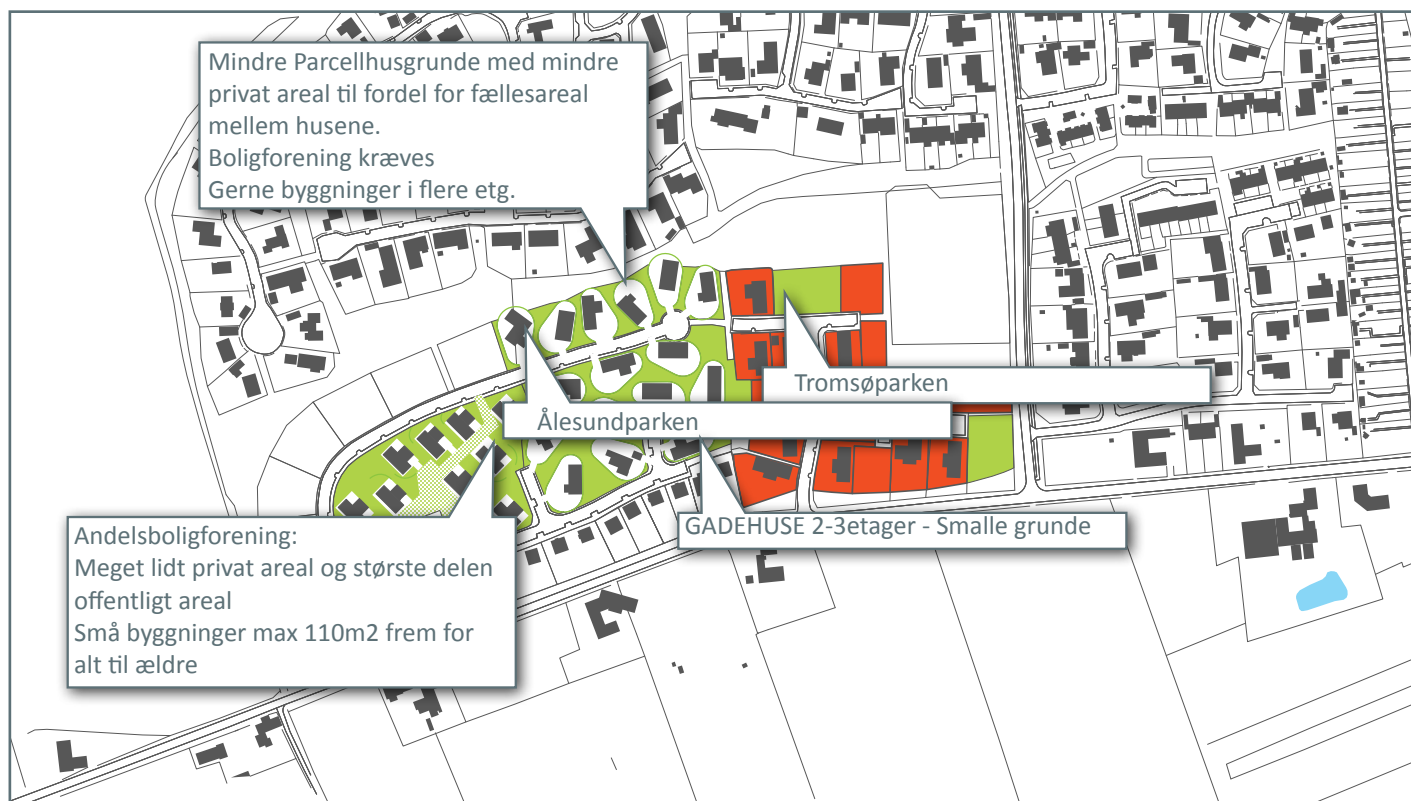 Mindre Parcellhusgrunde med mindre
privat areal til fordel for fællesareal
mellem husene.
Boligforening kræves
Gerne byggninger i flere etg.
Tromsøparken
Ålesundparken
GADEHUSE 2-3etager - Smalle grunde
Andelsboligforening:
Meget lidt privat areal og største delen
offentligt areal
Små byggninger max 110m2 frem for
alt til ældre